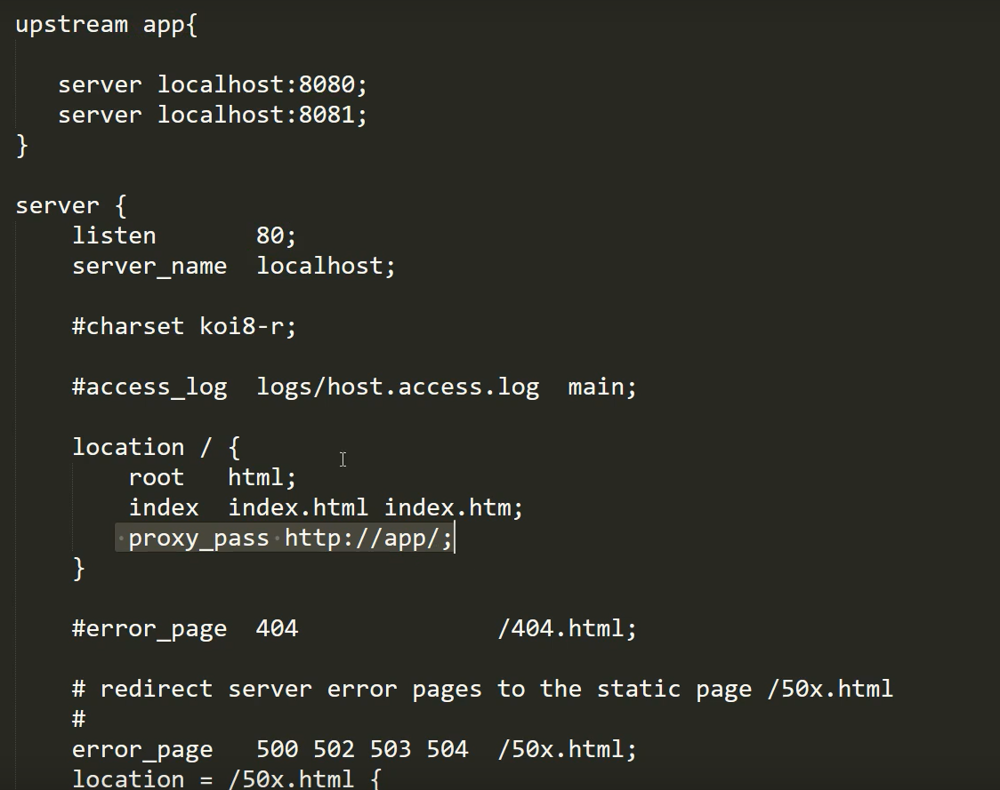 upstream app{
server localhost:8080;
server localhost:8081;
}
server {
listen       80;
server_name  localhost;
#charset koi8-r;
#access_log  logs/host.access.log  main;
location / {
root   html;
index  index.html index.htm;
proxy_pass http://app/;
}
#error_page  404              /404.html;
# redirect server error pages to the static page /50x.html
#
error_page   500 502 503 504  /50x.html;
location = /50x.html {